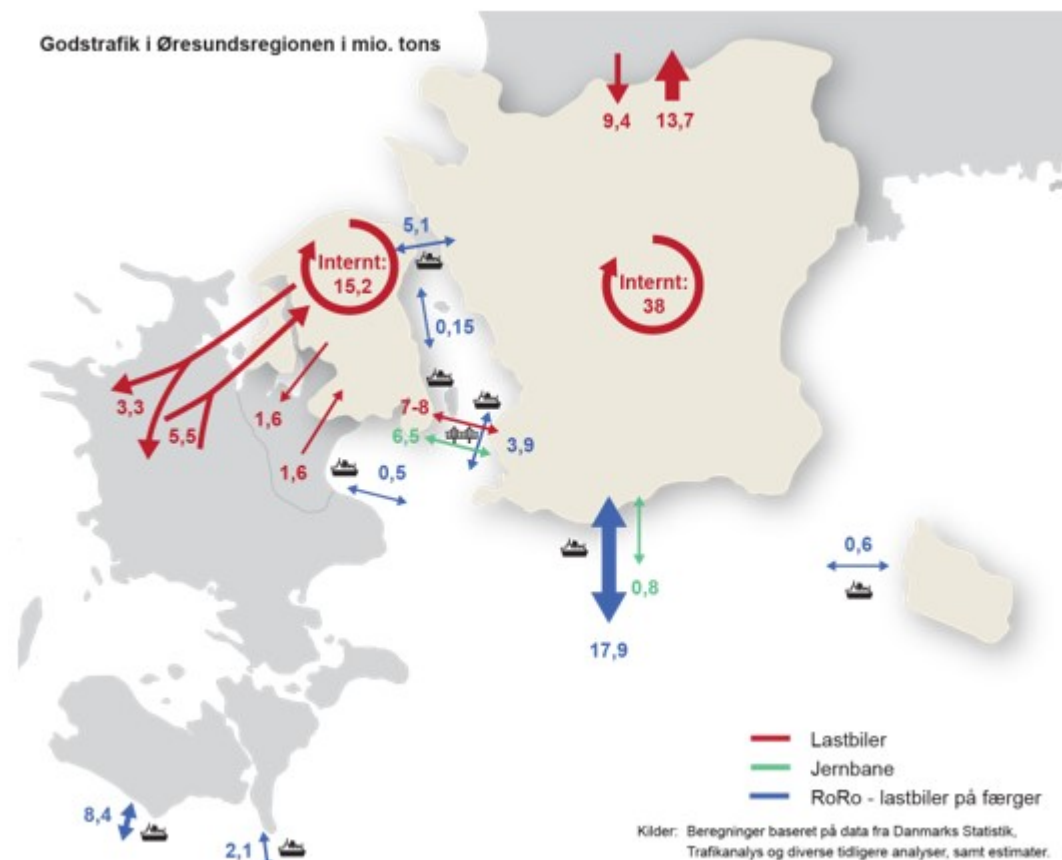 Godstrafik i Øresundsregionen i mio. tons
9,4
13,7
5,1
Internt:
15,2
Internt:
38
0,15
3,3
5,5
1,6
1,6
7-8
6,5
3,9
0,5
0,6
0,8
17,9
8,4
2,1
Lastbiler
Jernbane
RoRo - lastbiler på færger
Kilder: Beregninger baseret på data fra Danmarks Statistik,
Trafikanalys og diverse tidligere analyser, samt estimater.